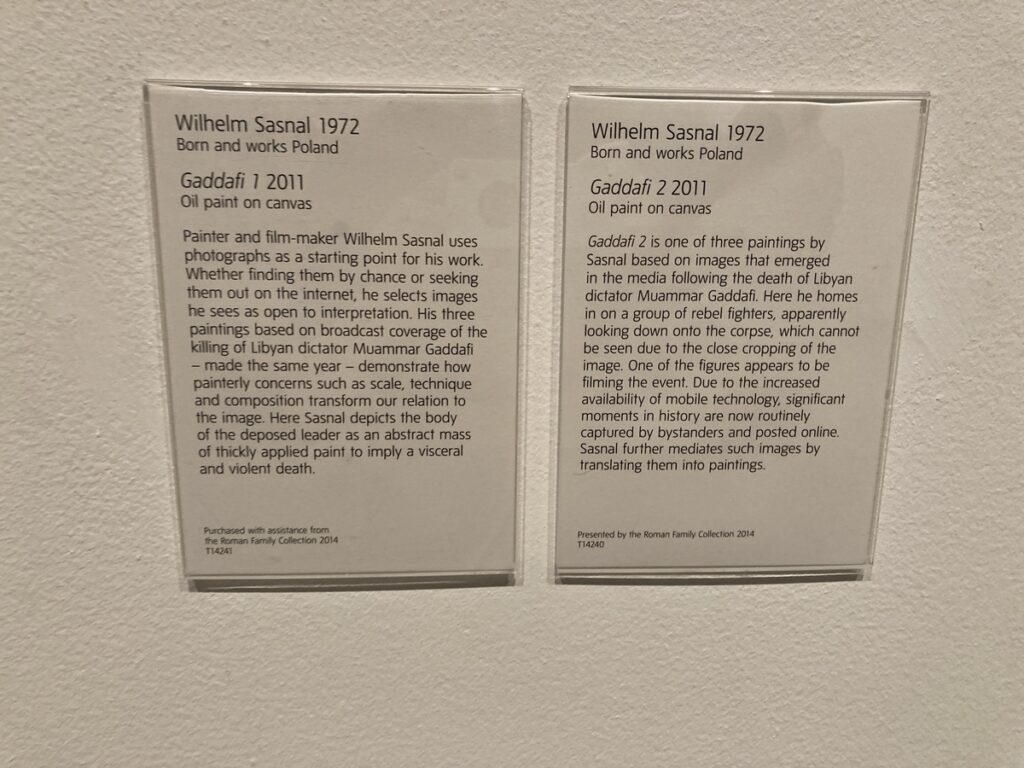 Wilhelm Sasnal 1972
Born and works Poland
Gaddafi 1 2011
Oil paint on canvas
Painter and film-maker Wilhelm Sasnal uses
photographs as a starting point for his work.
Whether finding them by chance or seeking
them out on the internet, he selects images
he sees as open to interpretation. His three
paintings based on broadcast coverage of the
killing of Libyan dictator Muammar Gaddafi
– made the same year – demonstrate how
painterly concerns such as scale, technique
and composition transform our relation to
the image. Here Sasnal depicts the body
of the deposed leader as an abstract mass
of thickly applied paint to imply a visceral
and violent death.
Purchased with assistance from
the Roman Family Collection 2014
T14241
Wilhelm Sasnal 1972
Born and works Poland
Gaddafi 2 2011
Oil paint on canvas
Gaddafi 2 is one of three paintings by
Sasnal based on images that emerged
in the media following the death of Libyan
dictator Muammar Gaddafi. Here he homes
in on a group of rebel fighters, apparently
looking down onto the corpse, which cannot
be seen due to the close cropping of the
image. One of the figures appears to be
filming the event. Due to the increased
availability of mobile technology, significant
moments in history are now routinely
captured by bystanders and posted online.
Sasnal further mediates such images by
translating them into paintings.
Presented by the Roman Family Collection 2014
T14240